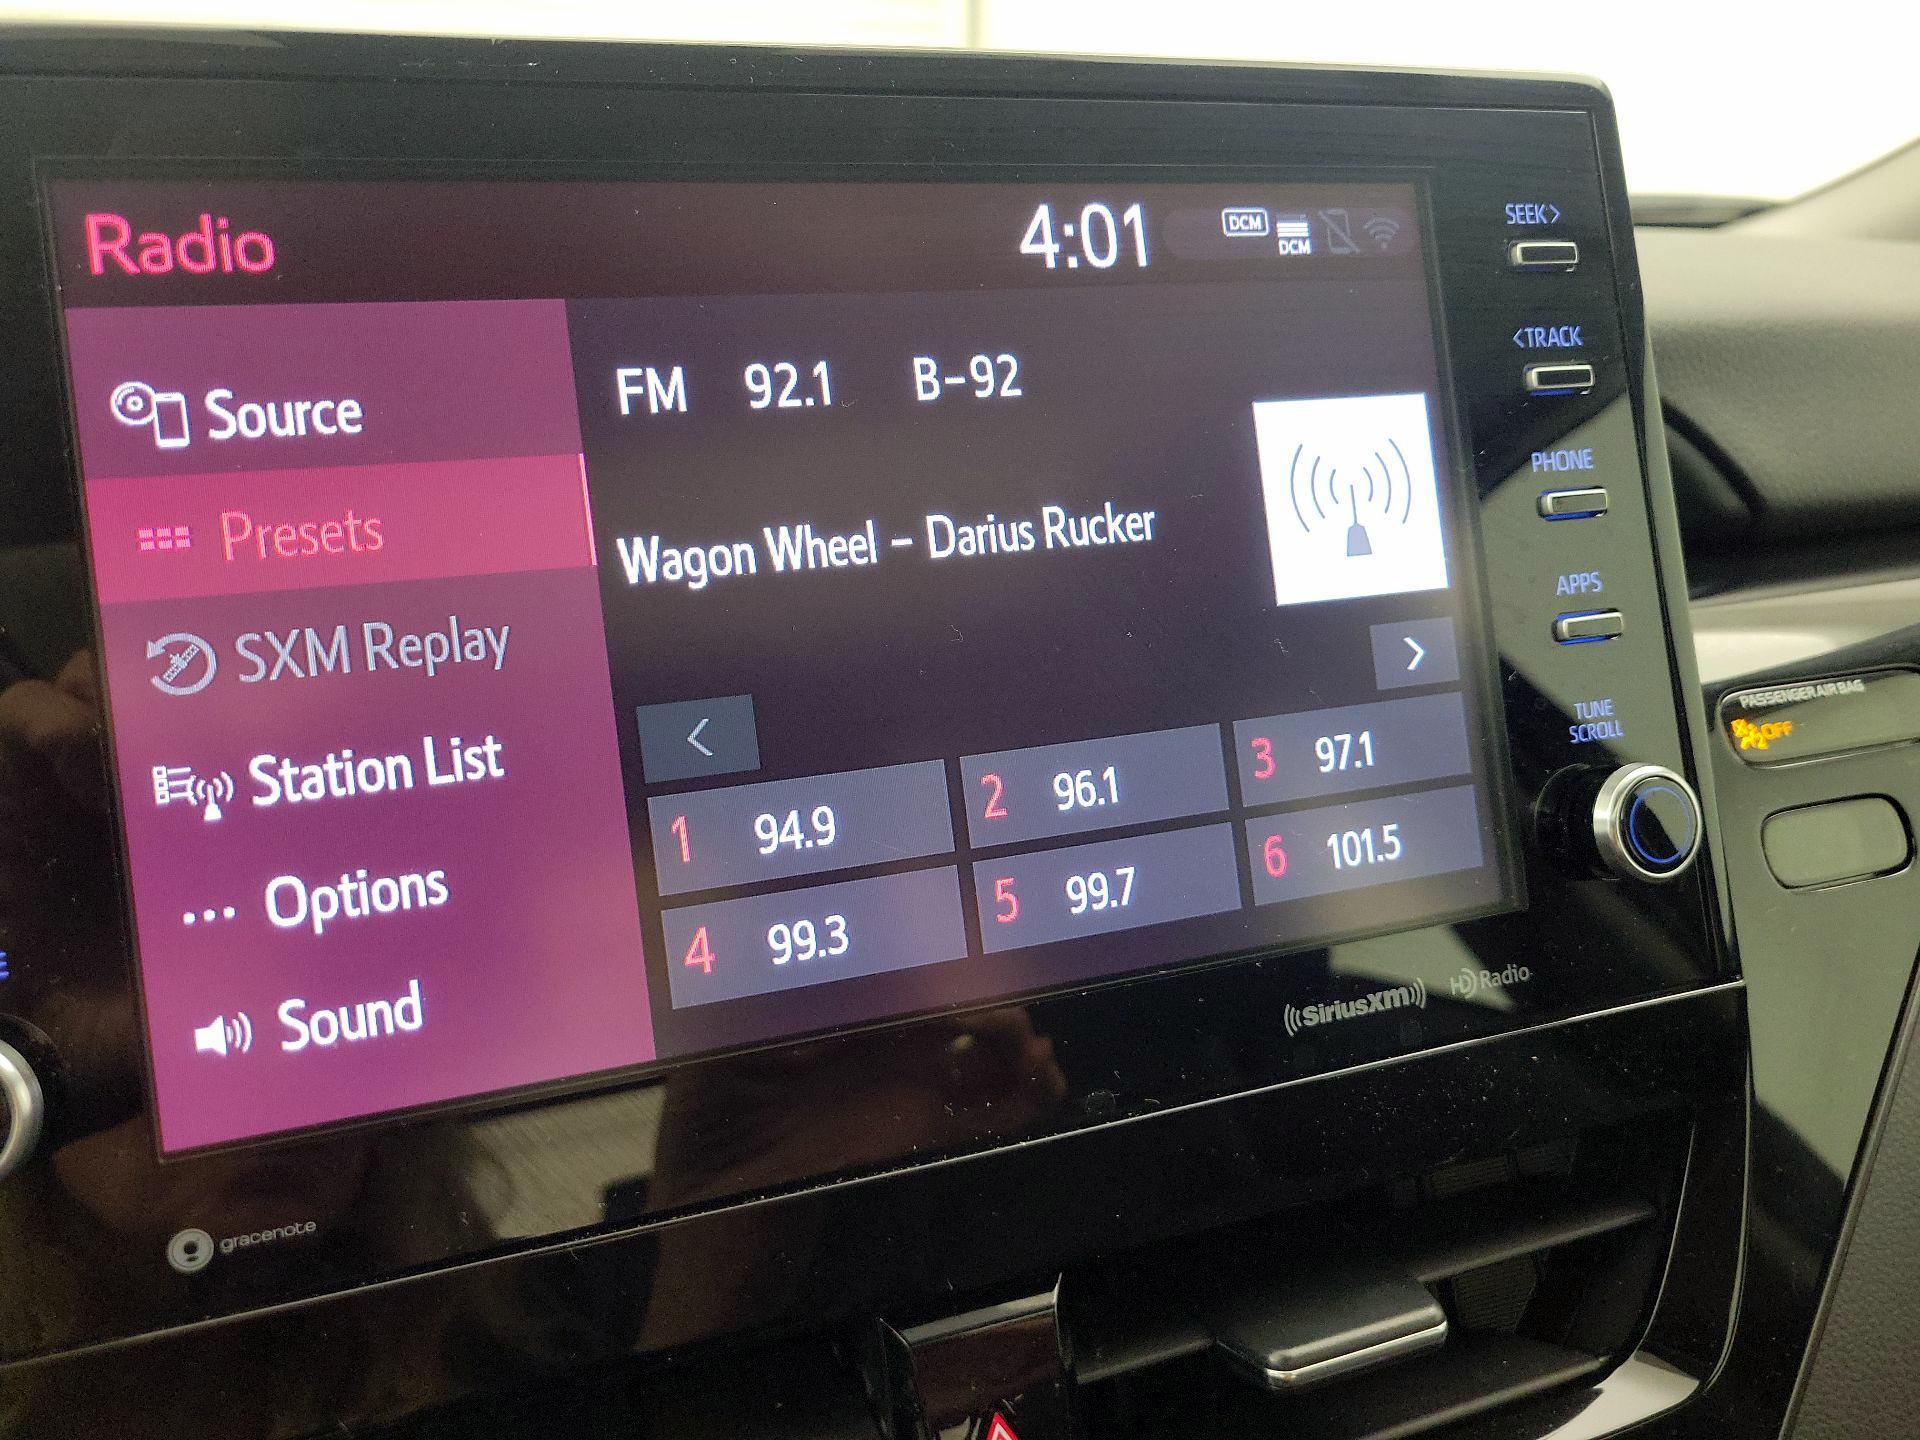 Radio
4:01
DCM
DCM
SEEK>
<TRACK
PHONE
APPS
TUNE
SCROLL
Source
Presets
SXM Replay
Station List
... Options
Sound
FM 92.1 B-92
Wagon Wheel - Darius Rucker
<
>
1 94.9
2 96.1
3 97.1
4 99.3
5 99.7
6 101.5
((SiriusXM))
HD Radio
gracenote
PASSENGER AIR BAG
2 OFF
E